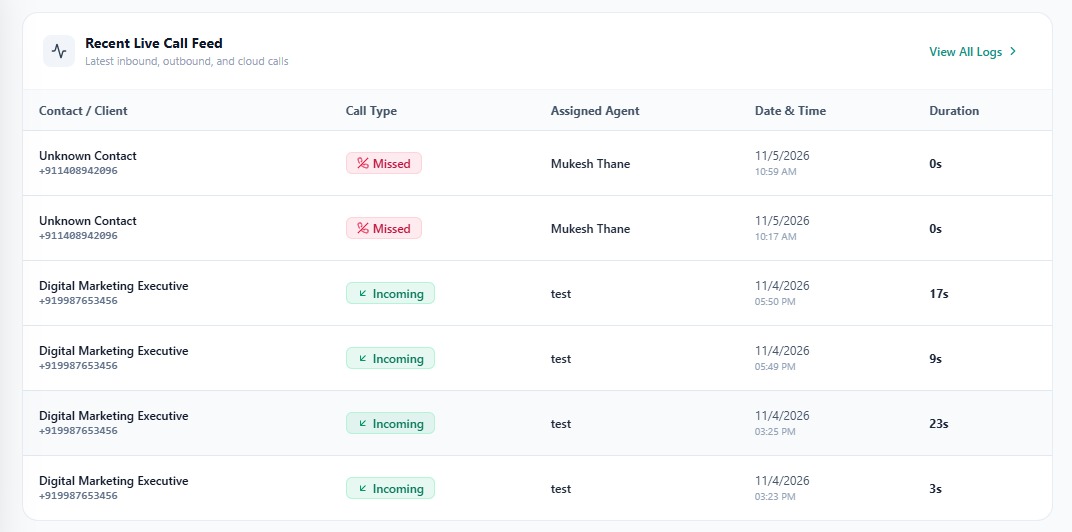 Recent Live Call Feed
Latest inbound, outbound, and cloud calls
View All Logs
Contact / Client Call Type Assigned Agent Date & Time Duration
Unknown Contact
+911408942096
Missed
Mukesh Thane
11/5/2026
10:59 AM
0s
Unknown Contact
+911408942096
Missed
Mukesh Thane
11/5/2026
10:17 AM
0s
Digital Marketing Executive
+919987653456
Incoming
test
11/4/2026
05:50 PM
17s
Digital Marketing Executive
+919987653456
Incoming
test
11/4/2026
05:49 PM
9s
Digital Marketing Executive
+919987653456
Incoming
test
11/4/2026
03:25 PM
23s
Digital Marketing Executive
+919987653456
Incoming
test
11/4/2026
03:23 PM
3s